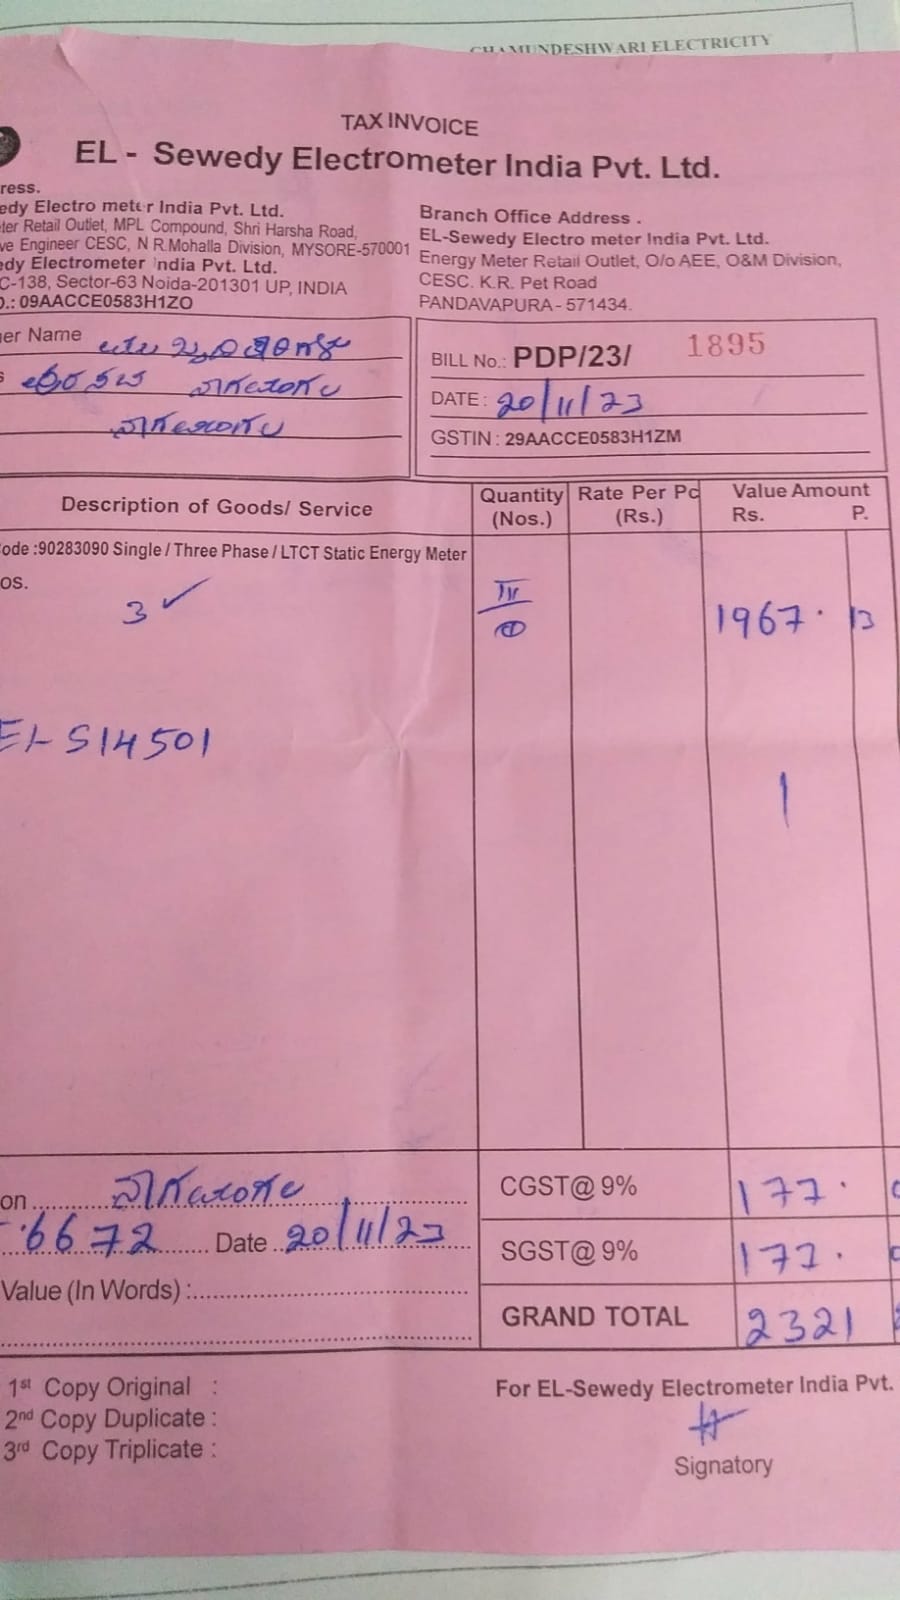 CHAMUNDESHWARI ELECTRICITY
TAX INVOICE
EL - Sewedy Electrometer India Pvt. Ltd.
ress.
edy Electro meter India Pvt. Ltd.
ter Retail Outlet, MPL Compound, Shri Harsha Road,
ve Engineer CESC, N R.Mohalla Division, MYSORE-570001
edy Electrometer India Pvt. Ltd.
C-138, Sector-63 Noida-201301 UP, INDIA
O.: 09AACCE0583H1ZO
Branch Office Address .
EL-Sewedy Electro meter India Pvt. Ltd.
Energy Meter Retail Outlet, O/o AEE, O&M Division,
CESC. K.R. Pet Road
PANDAVAPURA - 571434.
er Name
BILL No.: PDP/23/ 1895
DATE : 20/11/23
GSTIN : 29AACCE0583H1ZM
Description of Goods/ Service Quantity (Nos.) Rate Per Pc (Rs.) Value Amount Rs. P.
ode :90283090 Single / Three Phase / LTCT Static Energy Meter
os.
3 ✓ 1967. 13
ELS14501
on
6672 Date 20/11/23
Value (In Words) :
CGST@ 9% 177.
SGST@ 9% 177.
GRAND TOTAL 2321
1st Copy Original :
2nd Copy Duplicate :
3rd Copy Triplicate :
For EL-Sewedy Electrometer India Pvt.
Signatory